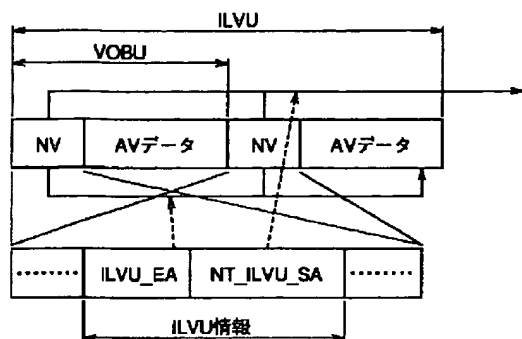 ILVU
VOBU
NV AVデータ NV AVデータ
ILVU_EA NT_ILVU_SA
ILVU情報